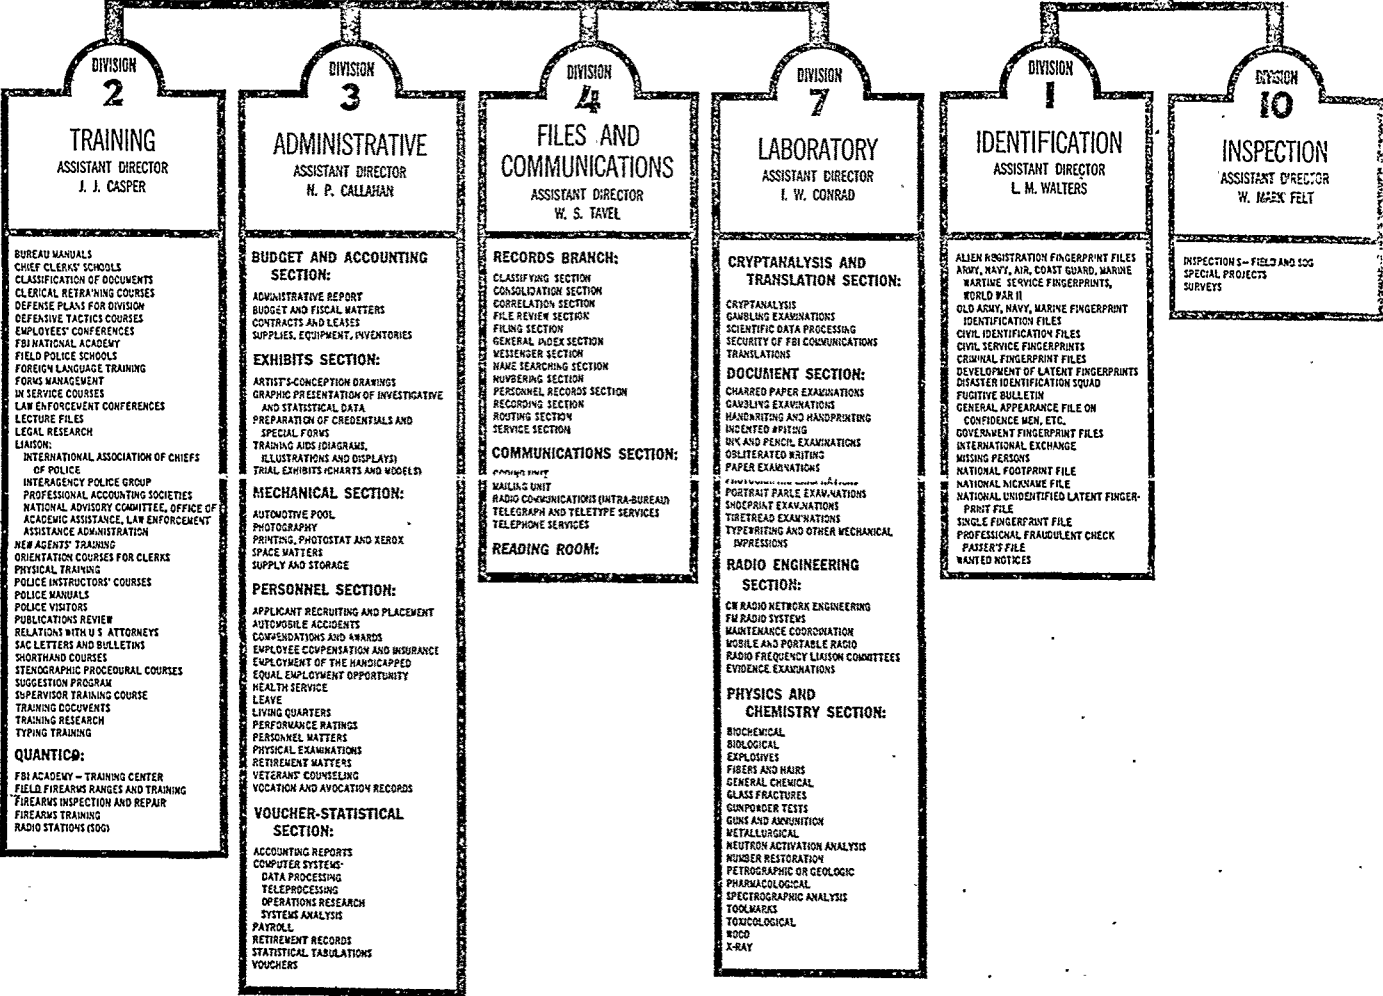 DIVISION
2
TRAINING
ASSISTANT DIRECTOR
J. J. CASPER
BUREAU MANUALS
CHIEF CLERKS' SCHOOLS
CLASSIFICATION OF DOCUMENTS
CLERICAL RETRAINING COURSES
DEFENSE PLANS FOR DIVISION
DEFENSIVE TACTICS COURSES
EMPLOYEES' CONFERENCES
FBI NATIONAL ACADEMY
FIELD POLICE SCHOOLS
FOREIGN LANGUAGE TRAINING
FORMS MANAGEMENT
IN SERVICE COURSES
LAW ENFORCEMENT CONFERENCES
LECTURE FILES
LEGAL RESEARCH
LIAISON:
INTERNATIONAL ASSOCIATION OF CHIEFS
OF POLICE
INTERAGENCY POLICE GROUP
PROFESSIONAL ACCOUNTING SOCIETIES
NATIONAL ADVISORY COMMITTEE, OFFICE OF
ACADEMIC ASSISTANCE, LAW ENFORCEMENT
ASSISTANCE ADMINISTRATION
NEW AGENTS' TRAINING
ORIENTATION COURSES FOR CLERKS
PHYSICAL TRAINING
POLICE INSTRUCTORS' COURSES
POLICE MANUALS
POLICE VISITORS
PUBLICATIONS REVIEW
RELATIONS WITH U S ATTORNEYS
SAC LETTERS AND BULLETINS
SHORTHAND COURSES
STENOGRAPHIC PROCEDURAL COURSES
SUGGESTION PROGRAM
SUPERVISOR TRAINING COURSE
TRAINING DOCUMENTS
TRAINING RESEARCH
TYPING TRAINING
QUANTICO:
FBI ACADEMY – TRAINING CENTER
FIELD FIREARMS RANGES AND TRAINING
FIREARMS INSPECTION AND REPAIR
FIREARMS TRAINING
RADIO STATIONS (SOG)
DIVISION
3
ADMINISTRATIVE
ASSISTANT DIRECTOR
N. P. CALLAHAN
BUDGET AND ACCOUNTING
SECTION:
ADMINISTRATIVE REPORT
BUDGET AND FISCAL MATTERS
CONTRACTS AND LEASES
SUPPLIES, EQUIPMENT, INVENTORIES
EXHIBITS SECTION:
ARTIST'S-CONCEPTION DRAWINGS
GRAPHIC PRESENTATION OF INVESTIGATIVE
AND STATISTICAL DATA
PREPARATION OF CREDENTIALS AND
SPECIAL FORMS
TRAINING AIDS (DIAGRAMS,
ILLUSTRATIONS AND DISPLAYS)
TRIAL EXHIBITS (CHARTS AND MODELS)
MECHANICAL SECTION:
AUTOMOTIVE POOL
PHOTOGRAPHY
PRINTING, PHOTOSTAT AND XEROX
SPACE MATTERS
SUPPLY AND STORAGE
PERSONNEL SECTION:
APPLICANT RECRUITING AND PLACEMENT
AUTOMOBILE ACCIDENTS
COMMENDATIONS AND AWARDS
EMPLOYEE COMPENSATION AND INSURANCE
EMPLOYMENT OF THE HANDICAPPED
EQUAL EMPLOYMENT OPPORTUNITY
HEALTH SERVICE
LEAVE
LIVING QUARTERS
PERFORMANCE RATINGS
PERSONNEL MATTERS
PHYSICAL EXAMINATIONS
RETIREMENT MATTERS
VETERANS' COUNSELING
VOCATION AND AVOCATION RECORDS
VOUCHER-STATISTICAL
SECTION:
ACCOUNTING REPORTS
COMPUTER SYSTEMS-
DATA PROCESSING
TELEPROCESSING
OPERATIONS RESEARCH
SYSTEMS ANALYSIS
PAYROLL
RETIREMENT RECORDS
STATISTICAL TABULATIONS
VOUCHERS
DIVISION
4
FILES AND
COMMUNICATIONS
ASSISTANT DIRECTOR
W. S. TAVEL
RECORDS BRANCH:
CLASSIFYING SECTION
CONSOLIDATION SECTION
CORRELATION SECTION
FILE REVIEW SECTION
FILING SECTION
GENERAL INDEX SECTION
MESSENGER SECTION
NAME SEARCHING SECTION
NUMBERING SECTION
PERSONNEL RECORDS SECTION
RECORDING SECTION
ROUTING SECTION
SERVICE SECTION
COMMUNICATIONS SECTION:
CODING UNIT
MAILING UNIT
RADIO COMMUNICATIONS (INTRA-BUREAU)
TELEGRAPH AND TELETYPE SERVICES
TELEPHONE SERVICES
READING ROOM:
DIVISION
7
LABORATORY
ASSISTANT DIRECTOR
I. W. CONRAD
CRYPTANALYSIS AND
TRANSLATION SECTION:
CRYPTANALYSIS
GAMBLING EXAMINATIONS
SCIENTIFIC DATA PROCESSING
SECURITY OF FBI COMMUNICATIONS
TRANSLATIONS
DOCUMENT SECTION:
CHARRED PAPER EXAMINATIONS
GAMBLING EXAMINATIONS
HANDWRITING AND HANDPRINTING
INDENTED WRITING
INK AND PENCIL EXAMINATIONS
OBLITERATED WRITING
PAPER EXAMINATIONS
PORTRAIT PARLE EXAMINATIONS
SHOEPRINT EXAMINATIONS
TIRETREAD EXAMINATIONS
TYPEWRITING AND OTHER MECHANICAL
IMPRESSIONS
RADIO ENGINEERING
SECTION:
CW RADIO NETWORK ENGINEERING
FM RADIO SYSTEMS
MAINTENANCE COORDINATION
MOBILE AND PORTABLE RADIO
RADIO FREQUENCY LIAISON COMMITTEES
EVIDENCE EXAMINATIONS
PHYSICS AND
CHEMISTRY SECTION:
BIOCHEMICAL
BIOLOGICAL
EXPLOSIVES
FIBERS AND HAIRS
GENERAL CHEMICAL
GLASS FRACTURES
GUNPOWDER TESTS
GUNS AND AMMUNITION
METALLURGICAL
NEUTRON ACTIVATION ANALYSIS
NUMBER RESTORATION
PETROGRAPHIC OR GEOLOGIC
PHARMACOLOGICAL
SPECTROGRAPHIC ANALYSIS
TOOLMARKS
TOXICOLOGICAL
WOOD
X-RAY
DIVISION
1
IDENTIFICATION
ASSISTANT DIRECTOR
L. M. WALTERS
ALIEN REGISTRATION FINGERPRINT FILES
ARMY, NAVY, AIR, COAST GUARD, MARINE
WARTIME SERVICE FINGERPRINTS,
WORLD WAR II
OLD ARMY, NAVY, MARINE FINGERPRINT
IDENTIFICATION FILES
CIVIL IDENTIFICATION FILES
CIVIL SERVICE FINGERPRINTS
CRIMINAL FINGERPRINT FILES
DEVELOPMENT OF LATENT FINGERPRINTS
DISASTER IDENTIFICATION SQUAD
FUGITIVE BULLETIN
GENERAL APPEARANCE FILE ON
CONFIDENCE MEN, ETC.
GOVERNMENT FINGERPRINT FILES
INTERNATIONAL EXCHANGE
MISSING PERSONS
NATIONAL FOOTPRINT FILE
NATIONAL NICKNAME FILE
NATIONAL UNIDENTIFIED LATENT FINGER-
PRINT FILE
SINGLE FINGERPRINT FILE
PROFESSIONAL FRAUDULENT CHECK
PASSER'S FILE
WANTED NOTICES
DIVISION
10
INSPECTION
ASSISTANT DIRECTOR
W. MARK FELT
INSPECTIONS – FIELD AND SOG
SPECIAL PROJECTS
SURVEYS